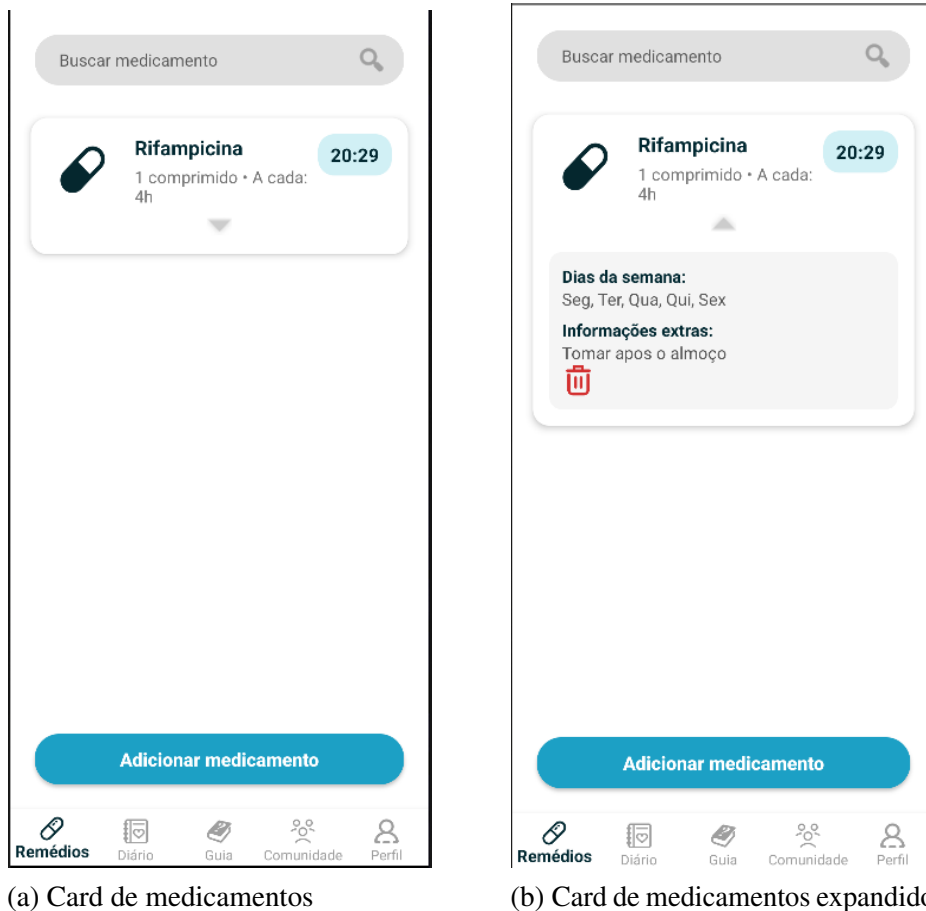 Buscar medicamento
Rifampicina
20:29
1 comprimido • A cada:
4h
Adicionar medicamento
Remédios
Diário
Guia
Comunidade
Perfil
(a) Card de medicamentos
Buscar medicamento
Rifampicina
20:29
1 comprimido • A cada:
4h
Dias da semana:
Seg, Ter, Qua, Qui, Sex
Informações extras:
Tomar apos o almoço
Adicionar medicamento
Remédios
Diário
Guia
Comunidade
Perfil
(b) Card de medicamentos expandido